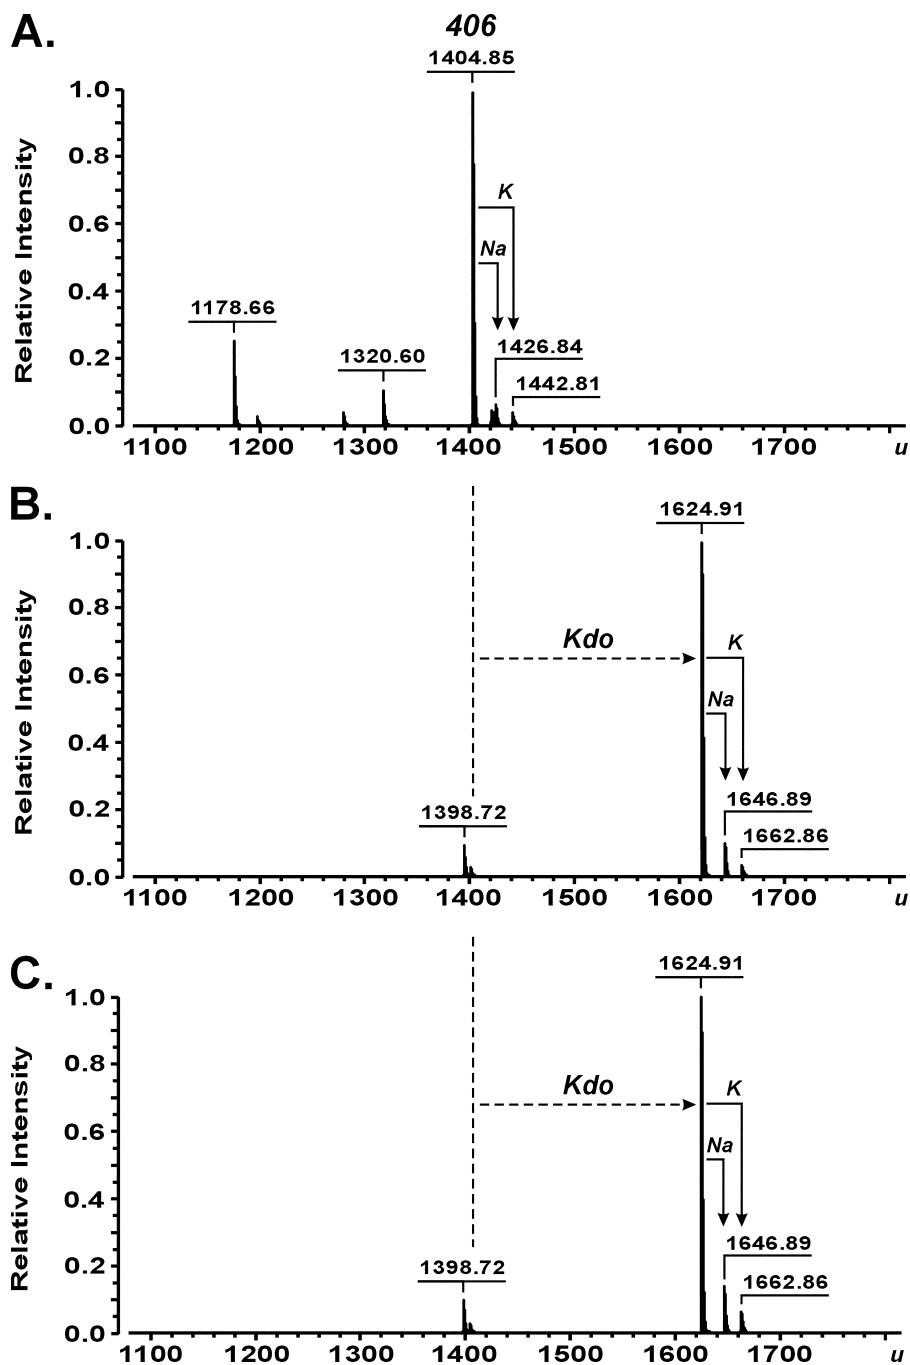 A.
406
1404.85
1.0
0.8
0.6
0.4
0.2
0.0
Relative Intensity
K
Na
1178.66
1320.60
1426.84
1442.81
1100 1200 1300 1400 1500 1600 1700 u
B.
1624.91
1.0
0.8
0.6
0.4
0.2
0.0
Relative Intensity
Kdo
K
Na
1398.72
1646.89
1662.86
1100 1200 1300 1400 1500 1600 1700 u
C.
1624.91
1.0
0.8
0.6
0.4
0.2
0.0
Relative Intensity
Kdo
K
Na
1398.72
1646.89
1662.86
1100 1200 1300 1400 1500 1600 1700 u